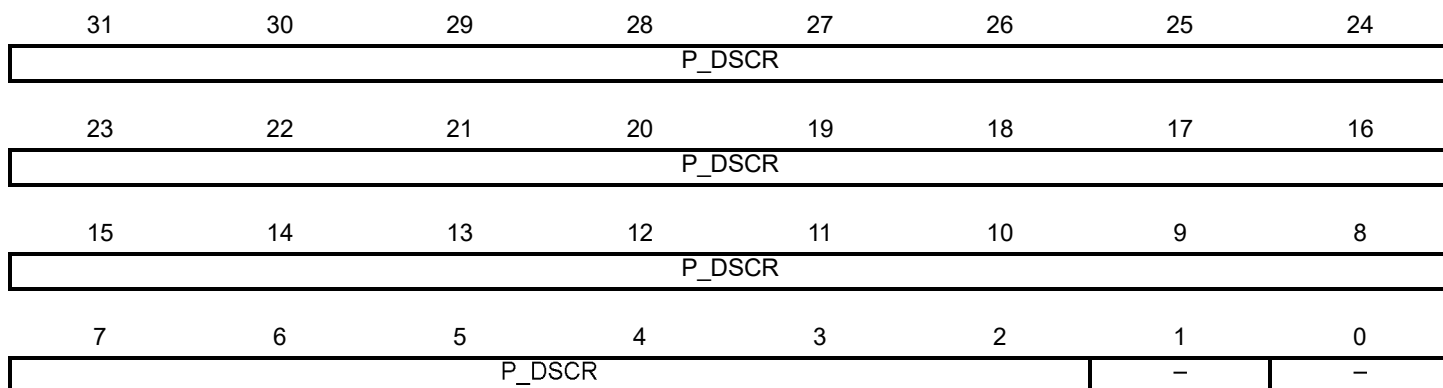 31 30 29 28 27 26 25 24
P_DSCR
23 22 21 20 19 18 17 16
P_DSCR
15 14 13 12 11 10 9 8
P_DSCR
7 6 5 4 3 2 1 0
P_DSCR – –